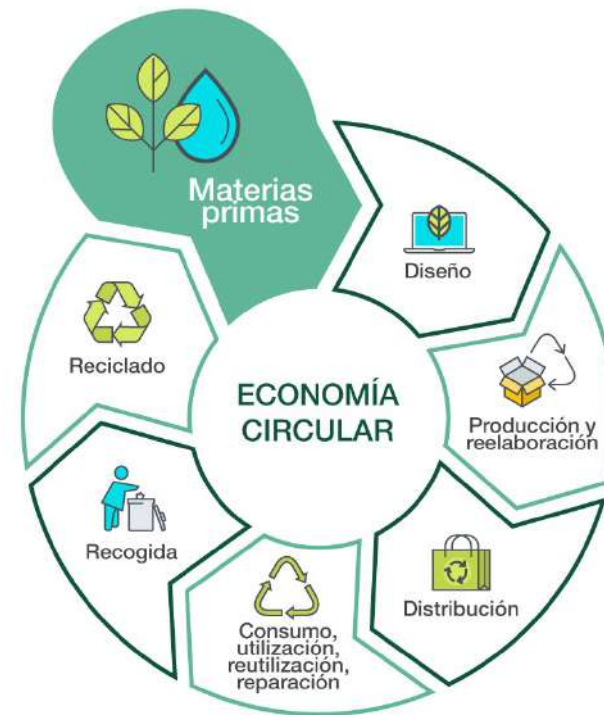 Materias
primas
Diseño
Producción y
reelaboración
Distribución
Consumo,
utilización,
reutilización,
reparación
Recogida
Reciclado
ECONOMÍA
CIRCULAR